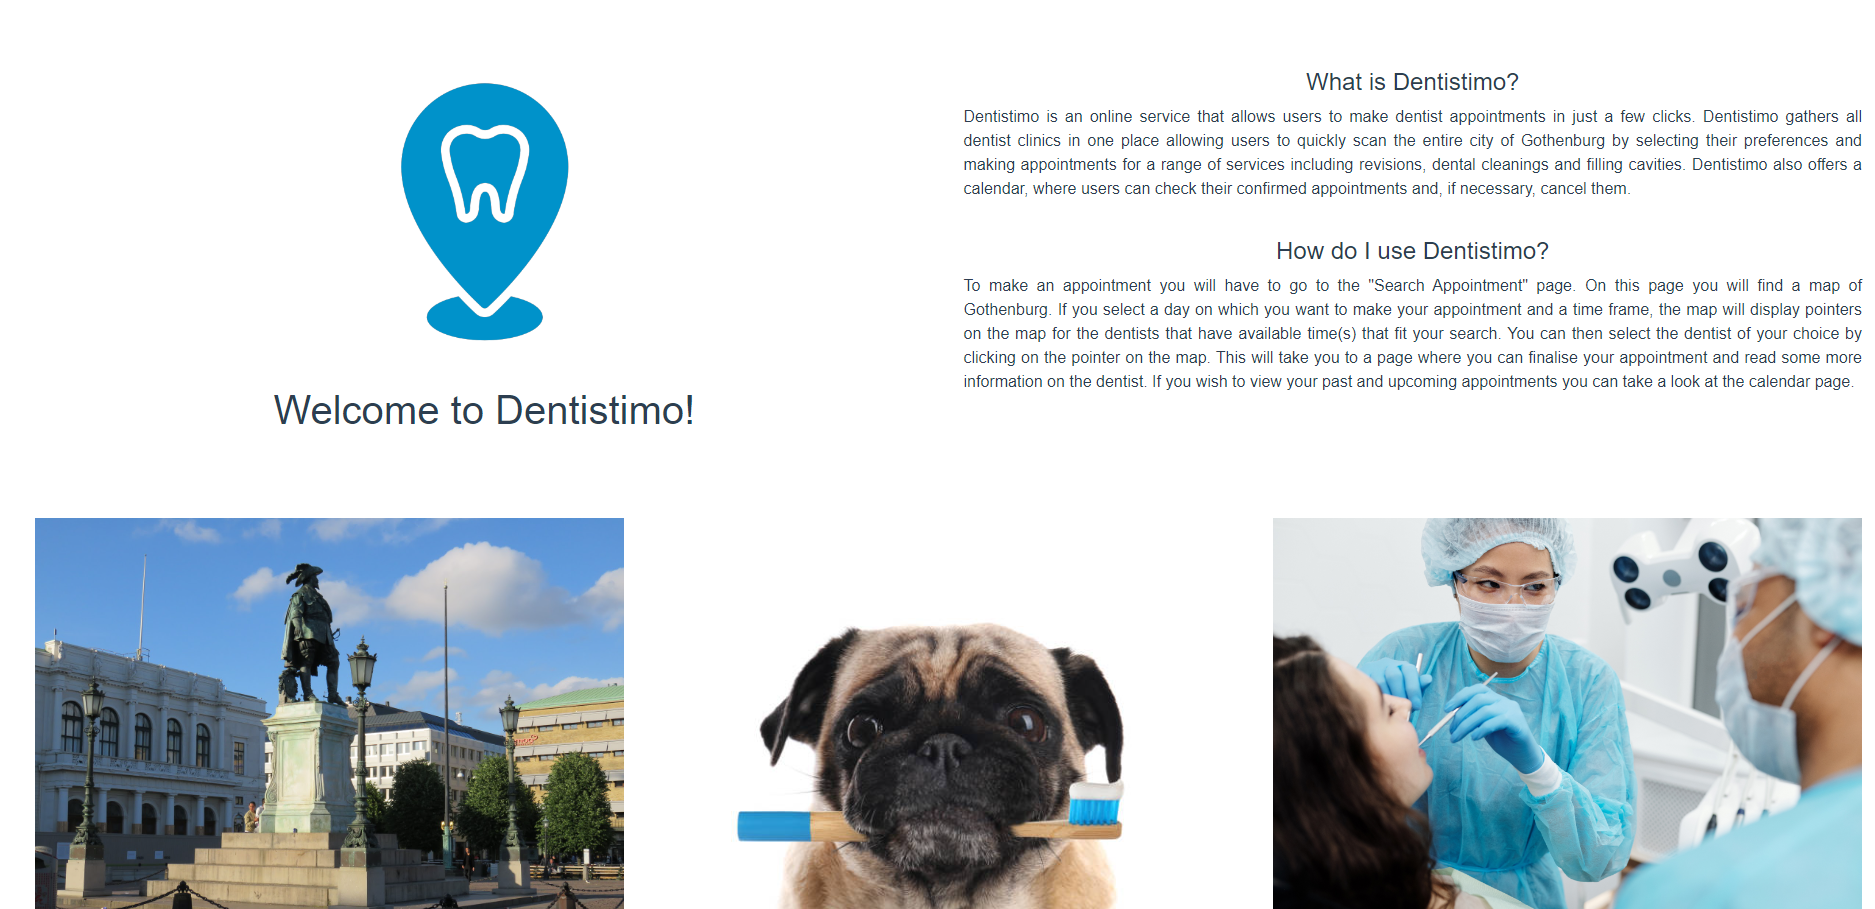 Welcome to Dentistimo!
What is Dentistimo?
Dentistimo is an online service that allows users to make dentist appointments in just a few clicks. Dentistimo gathers all
dentist clinics in one place allowing users to quickly scan the entire city of Gothenburg by selecting their preferences and
making appointments for a range of services including revisions, dental cleanings and filling cavities. Dentistimo also offers a
calendar, where users can check their confirmed appointments and, if necessary, cancel them.
How do I use Dentistimo?
To make an appointment you will have to go to the "Search Appointment" page. On this page you will find a map of
Gothenburg. If you select a day on which you want to make your appointment and a time frame, the map will display pointers
on the map for the dentists that have available time(s) that fit your search. You can then select the dentist of your choice by
clicking on the pointer on the map. This will take you to a page where you can finalise your appointment and read some more
information on the dentist. If you wish to view your past and upcoming appointments you can take a look at the calendar page.